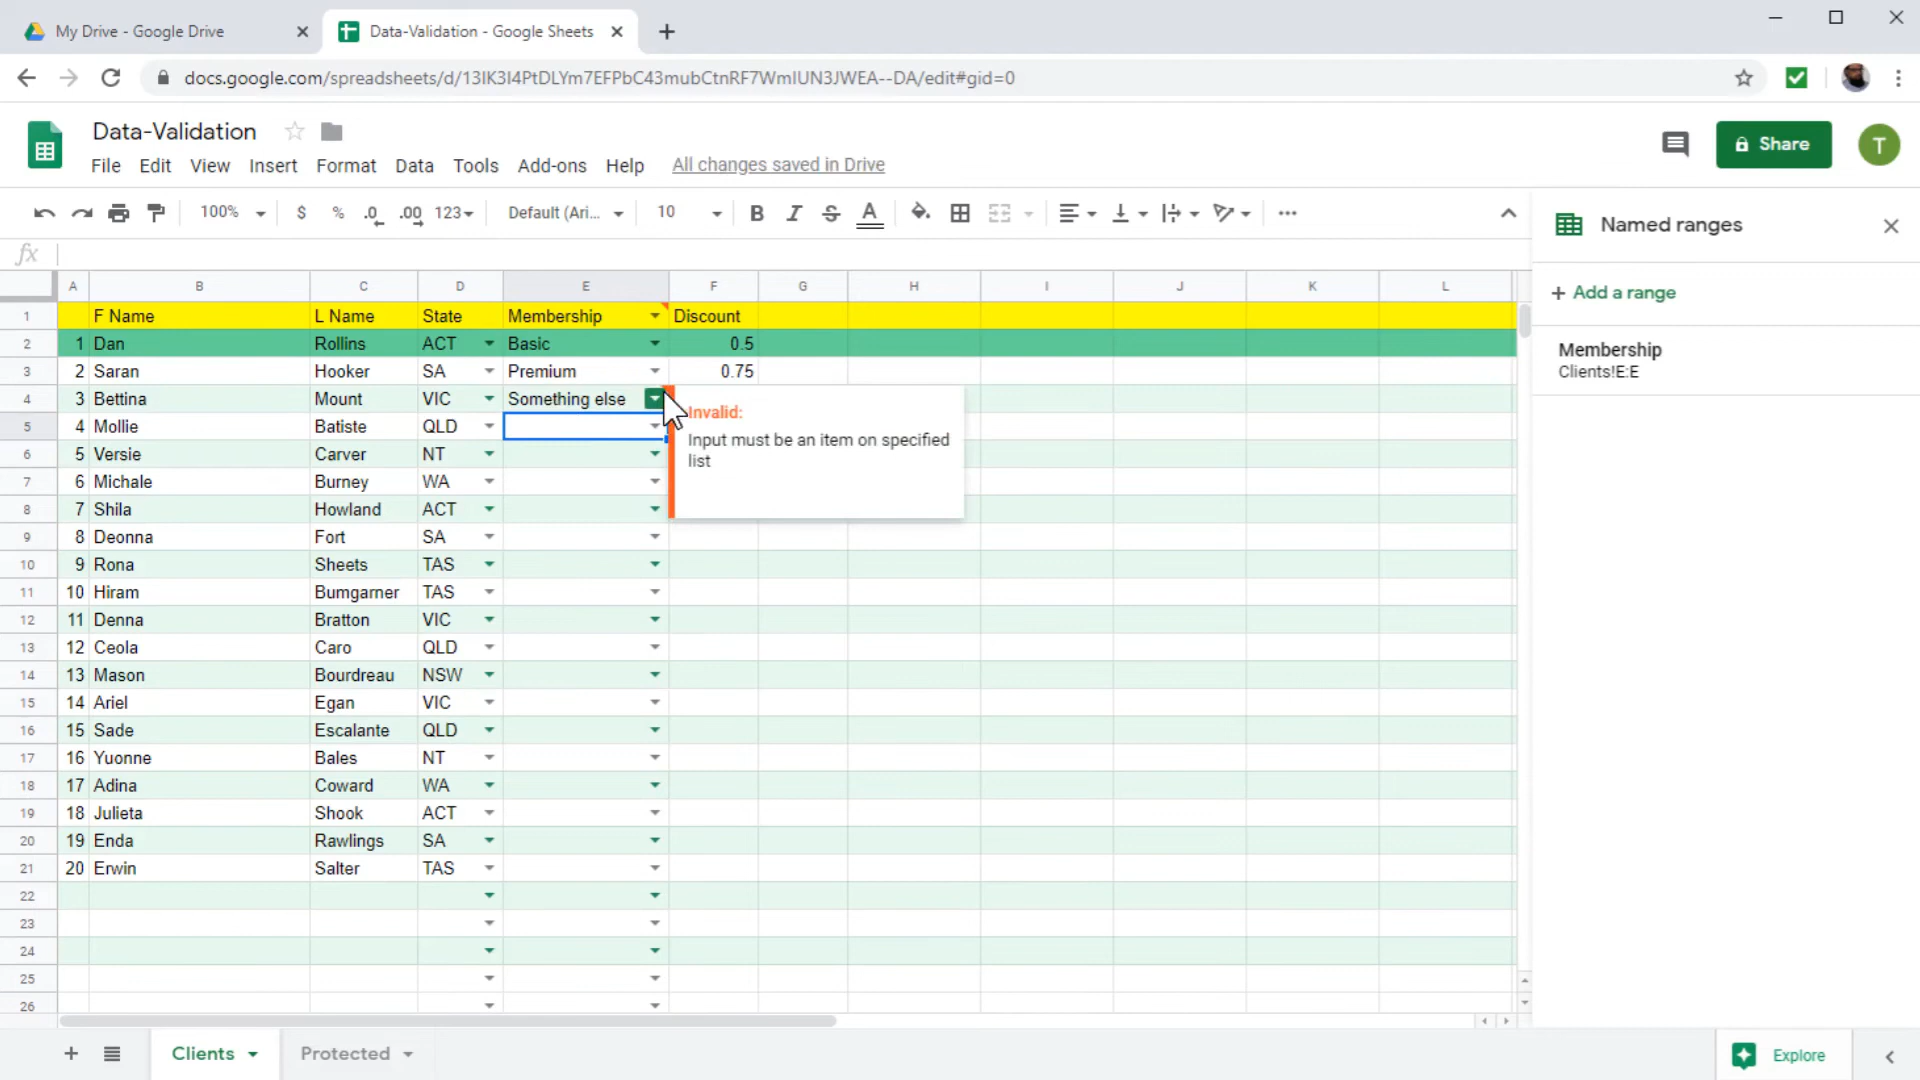 My Drive - Google Drive
Data-Validation - Google Sheets
docs.google.com/spreadsheets/d/13IK3I4PtDLYm7EFPbC43mubCtnRF7WmIUN3JWEA--DA/edit#gid=0
Data-Validation
File Edit View Insert Format Data Tools Add-ons Help All changes saved in Drive
Share
T
100% $ % .0 .00 123 Default (Ari... 10 B I S A
fx
Named ranges
+ Add a range
Membership
Clients!E:E
A B C D E F G H I J K L
1 F Name L Name State Membership Discount
2 1 Dan Rollins ACT Basic 0.5
3 2 Saran Hooker SA Premium 0.75
4 3 Bettina Mount VIC Something else
Invalid:
Input must be an item on specified
list
5 4 Mollie Batiste QLD
6 5 Versie Carver NT
7 6 Michale Burney WA
8 7 Shila Howland ACT
9 8 Deonna Fort SA
10 9 Rona Sheets TAS
11 10 Hiram Bumgarner TAS
12 11 Denna Bratton VIC
13 12 Ceola Caro QLD
14 13 Mason Bourdreau NSW
15 14 Ariel Egan VIC
16 15 Sade Escalante QLD
17 16 Yuonne Bales NT
18 17 Adina Coward WA
19 18 Julieta Shook ACT
20 19 Enda Rawlings SA
21 20 Erwin Salter TAS
22
23
24
25
26
+ Clients Protected
Explore